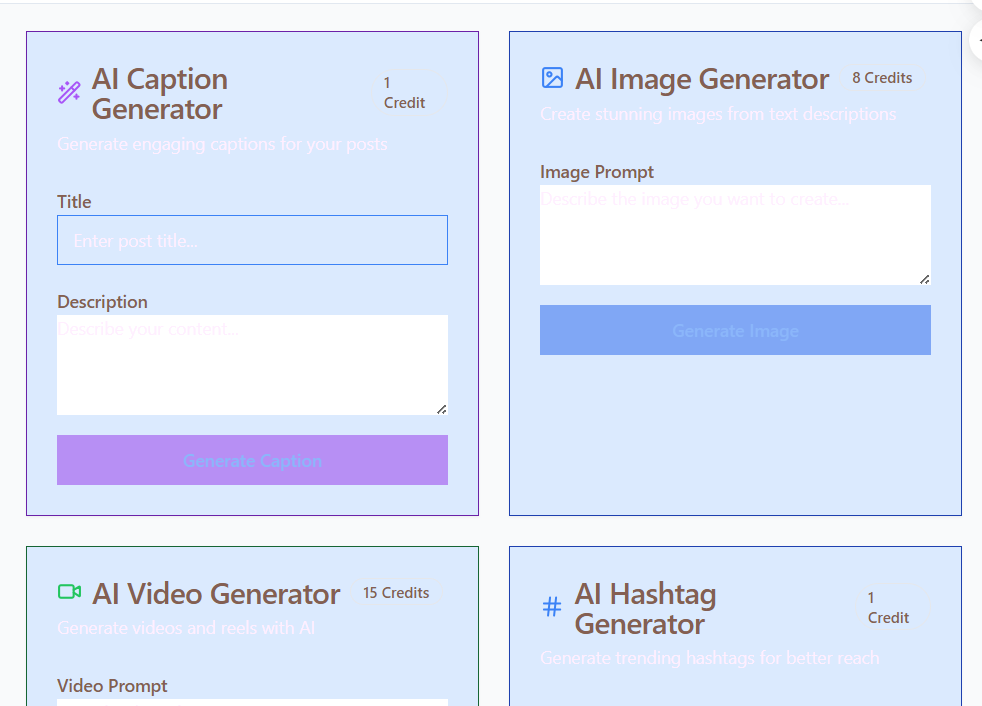 AI Caption
Generator
1
Credit
Generate engaging captions for your posts
Title
Enter post title...
Description
Describe your content...
Generate Caption
AI Image Generator
8 Credits
Create stunning images from text descriptions
Image Prompt
Describe the image you want to create...
Generate Image
AI Video Generator
15 Credits
Generate videos and reels with AI
Video Prompt
AI Hashtag
Generator
1
Credit
Generate trending hashtags for better reach